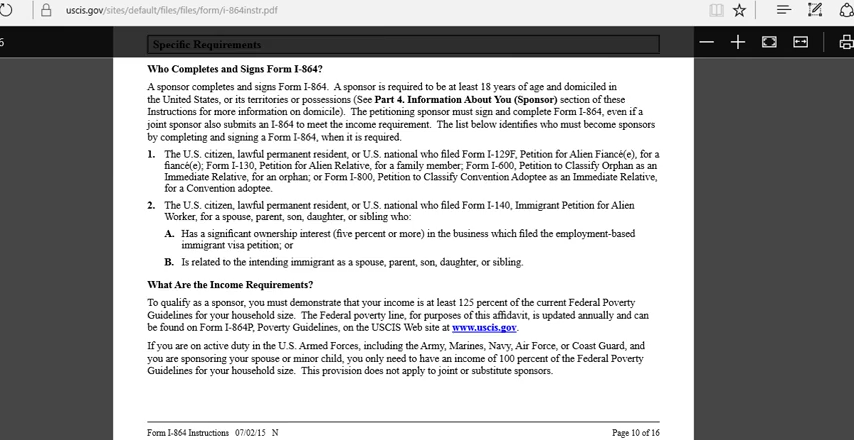 uscis.gov/sites/default/files/files/form/i-864instr.pdf
6
Specific Requirements
Who Completes and Signs Form I-864?
A sponsor completes and signs Form I-864. A sponsor is required to be at least 18 years of age and domiciled in
the United States, or its territories or possessions (See Part 4. Information About You (Sponsor) section of these
Instructions for more information on domicile). The petitioning sponsor must sign and complete Form I-864, even if a
joint sponsor also submits an I-864 to meet the income requirement. The list below identifies who must become sponsors
by completing and signing a Form I-864, when it is required.
1. The U.S. citizen, lawful permanent resident, or U.S. national who filed Form I-129F, Petition for Alien Fiancé(e), for a
fiancé(e); Form I-130, Petition for Alien Relative, for a family member; Form I-600, Petition to Classify Orphan as an
Immediate Relative, for an orphan; or Form I-800, Petition to Classify Convention Adoptee as an Immediate Relative,
for a Convention adoptee.
2. The U.S. citizen, lawful permanent resident, or U.S. national who filed Form I-140, Immigrant Petition for Alien
Worker, for a spouse, parent, son, daughter, or sibling who:
A. Has a significant ownership interest (five percent or more) in the business which filed the employment-based
immigrant visa petition; or
B. Is related to the intending immigrant as a spouse, parent, son, daughter, or sibling.
What Are the Income Requirements?
To qualify as a sponsor, you must demonstrate that your income is at least 125 percent of the current Federal Poverty
Guidelines for your household size. The Federal poverty line, for purposes of this affidavit, is updated annually and can
be found on Form I-864P, Poverty Guidelines, on the USCIS Web site at www.uscis.gov.
If you are on active duty in the U.S. Armed Forces, including the Army, Marines, Navy, Air Force, or Coast Guard, and
you are sponsoring your spouse or minor child, you only need to have an income of 100 percent of the Federal Poverty
Guidelines for your household size. This provision does not apply to joint or substitute sponsors.
Form I-864 Instructions 07/02/15 N
Page 10 of 16